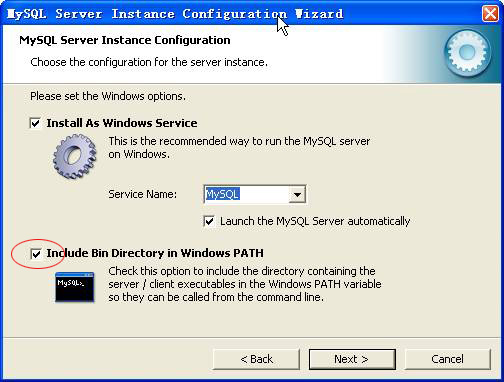 MySQL Server Instance Configuration Wizard
MySQL Server Instance Configuration
Choose the configuration for the server instance.
Please set the Windows options.
Install As Windows Service
This is the recommended way to run the MySQL server
on Windows.
Service Name:
MySQL
Launch the MySQL Server automatically
Include Bin Directory in Windows PATH
MySQL>_
Check this option to include the directory containing the
server / client executables in the Windows PATH variable
so they can be called from the command line.
< Back
Next >
Cancel